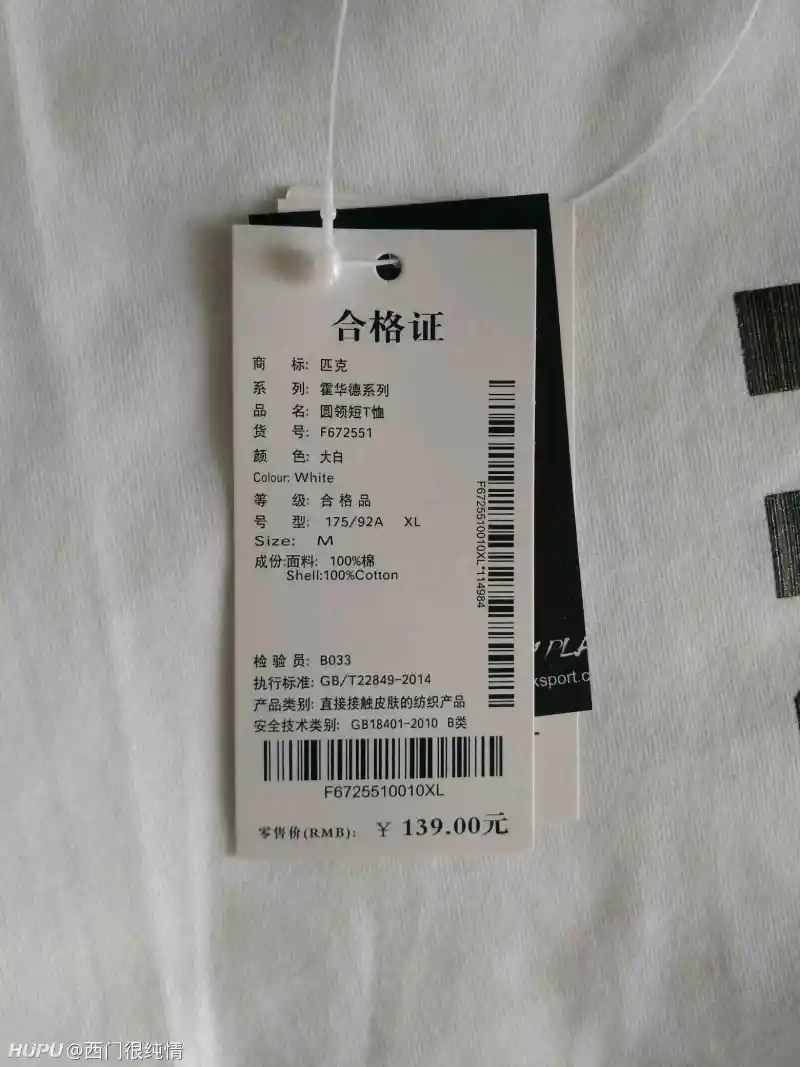 合格证
商 标: 匹克
系 列: 霍华德系列
品 名: 圆领短T恤
货 号: F672551
颜 色: 大白
Colour: White
等 级: 合格品
号 型: 175/92A XL
Size: M
成份:面料: 100%棉
Shell:100%Cotton
F6725510010XL*114984
检验员: B033
执行标准: GB/T22849-2014
产品类别: 直接接触皮肤的纺织产品
安全技术类别: GB18401-2010 B类
F6725510010XL
零售价(RMB): ¥ 139.00元
PLA
ksport.c
HUPU @西门很纯情